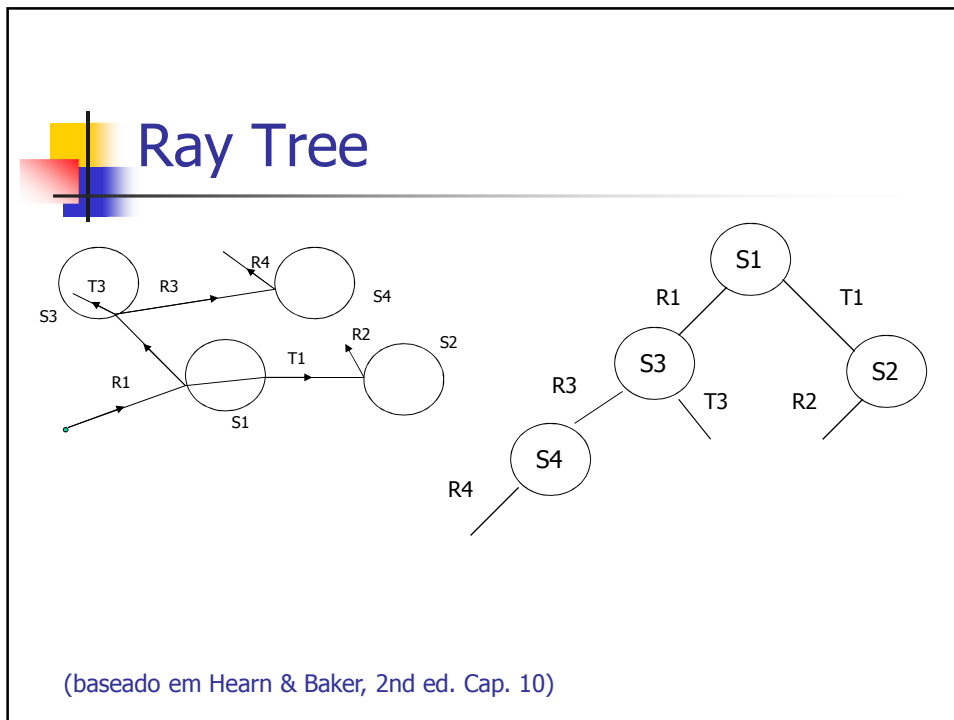 Ray Tree
R4
T3 R3
S4
S3
R2 S2
T1
R1
S1
S1
R1 T1
S3 S2
R3
T3 R2
S4
R4
(baseado em Hearn & Baker, 2nd ed. Cap. 10)